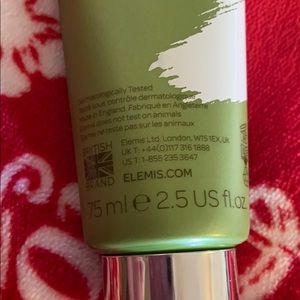 Dermatologically Tested
Testé sous contrôle dermatologique
Made in England. Fabriqué en Angleterre
Elemis does not test on animals
Elemis ne teste pas sur les animaux
Elemis Ltd, London, W1S 1EX, UK
UK T: +44(0)117 316 1888
US T: 1-855 235 3647
BRITISH
BRAND
ELEMIS.COM
75 ml e 2.5 US fl.oz.